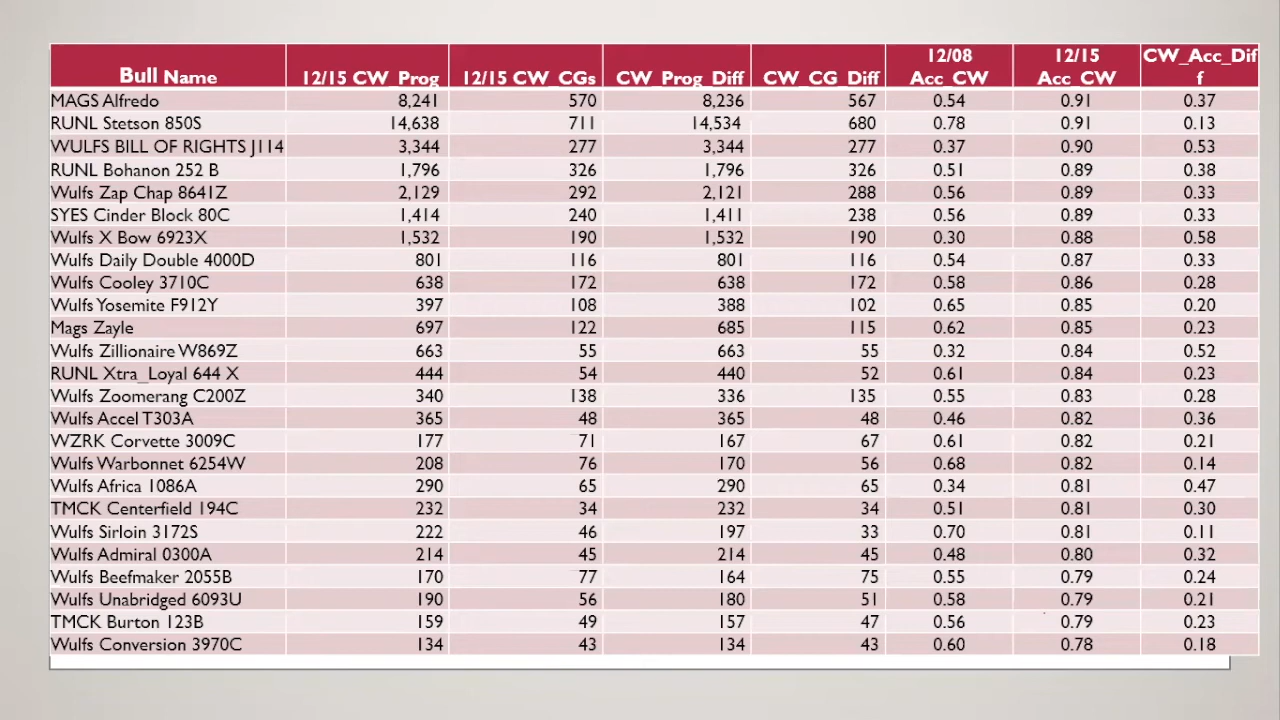 Bull Name 12/15 CW_Prog 12/15 CW_CGs CW_Prog_Diff CW_CG_Diff 12/08 Acc_CW 12/15 Acc_CW CW_Acc_Diff
MAGS Alfredo 8,241 570 8,236 567 0.54 0.91 0.37
RUNL Stetson 850S 14,638 711 14,534 680 0.78 0.91 0.13
WULFS BILL OF RIGHTS J114 3,344 277 3,344 277 0.37 0.90 0.53
RUNL Bohanon 252 B 1,796 326 1,796 326 0.51 0.89 0.38
Wulfs Zap Chap 8641Z 2,129 292 2,121 288 0.56 0.89 0.33
SYES Cinder Block 80C 1,414 240 1,411 238 0.56 0.89 0.33
Wulfs X Bow 6923X 1,532 190 1,532 190 0.30 0.88 0.58
Wulfs Daily Double 4000D 801 116 801 116 0.54 0.87 0.33
Wulfs Cooley 3710C 638 172 638 172 0.58 0.86 0.28
Wulfs Yosemite F912Y 397 108 388 102 0.65 0.85 0.20
Mags Zayle 697 122 685 115 0.62 0.85 0.23
Wulfs Zillionaire W869Z 663 55 663 55 0.32 0.84 0.52
RUNL Xtra_Loyal 644 X 444 54 440 52 0.61 0.84 0.23
Wulfs Zoomerang C200Z 340 138 336 135 0.55 0.83 0.28
Wulfs Accel T303A 365 48 365 48 0.46 0.82 0.36
WZRK Corvette 3009C 177 71 167 67 0.61 0.82 0.21
Wulfs Warbonnet 6254W 208 76 170 56 0.68 0.82 0.14
Wulfs Africa 1086A 290 65 290 65 0.34 0.81 0.47
TMCK Centerfield 194C 232 34 232 34 0.51 0.81 0.30
Wulfs Sirloin 3172S 222 46 197 33 0.70 0.81 0.11
Wulfs Admiral 0300A 214 45 214 45 0.48 0.80 0.32
Wulfs Beefmaker 2055B 170 77 164 75 0.55 0.79 0.24
Wulfs Unabridged 6093U 190 56 180 51 0.58 0.79 0.21
TMCK Burton 123B 159 49 157 47 0.56 0.79 0.23
Wulfs Conversion 3970C 134 43 134 43 0.60 0.78 0.18